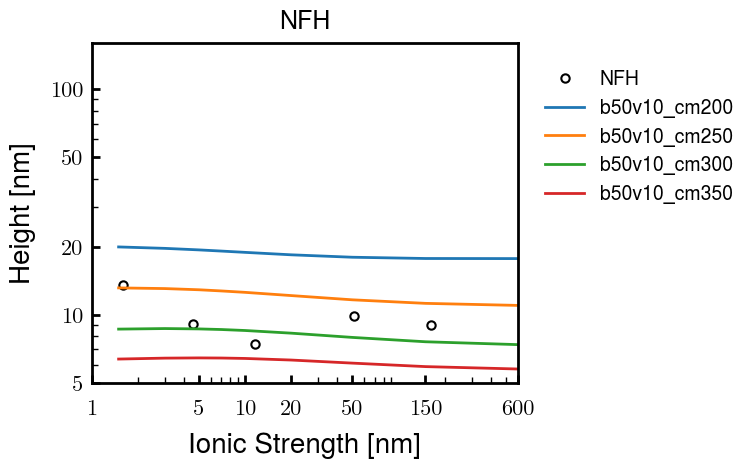 NFH
Height [nm]
100
50
20
10
5
1
5
10
20
50
150
600
Ionic Strength [nm]
NFH
b50v10_cm200
b50v10_cm250
b50v10_cm300
b50v10_cm350